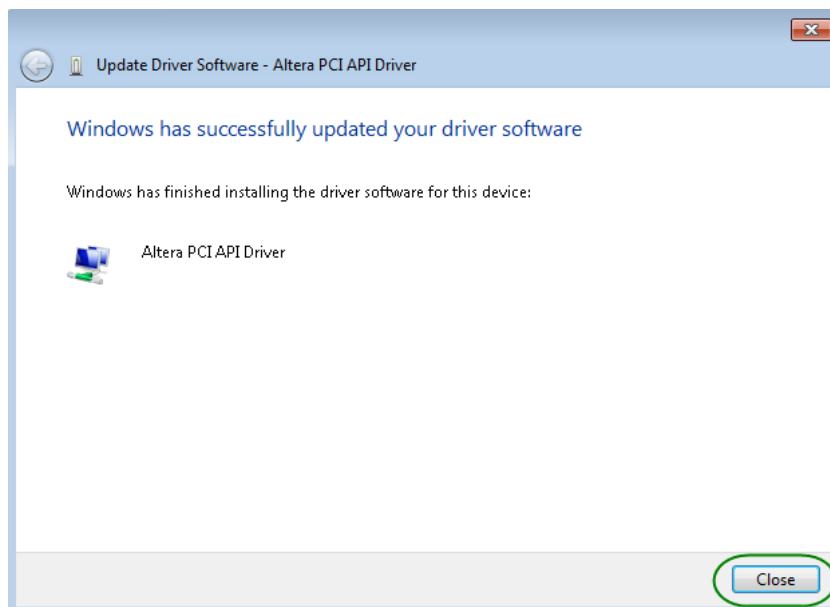 Update Driver Software - Altera PCI API Driver
Windows has successfully updated your driver software
Windows has finished installing the driver software for this device:
Altera PCI API Driver
Close